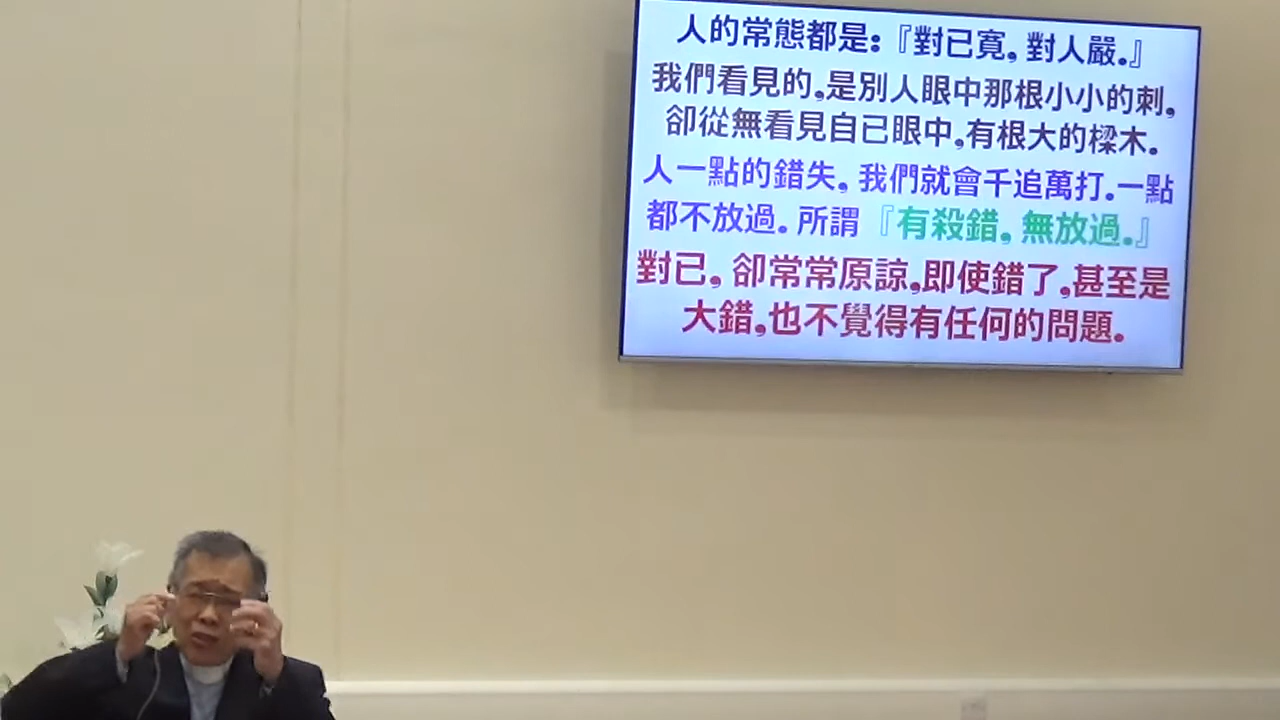 人的常態都是:『對已寬。對人嚴。』
我們看見的。是別人眼中那根小小的刺。
卻從無看見自已眼中。有根大的樑木。
人一點的錯失。我們就會千追萬打。一點
都不放過。所謂『有殺錯。無放過。』
對已。卻常常原諒。即使錯了。甚至是
大錯。也不覺得有任何的問題。